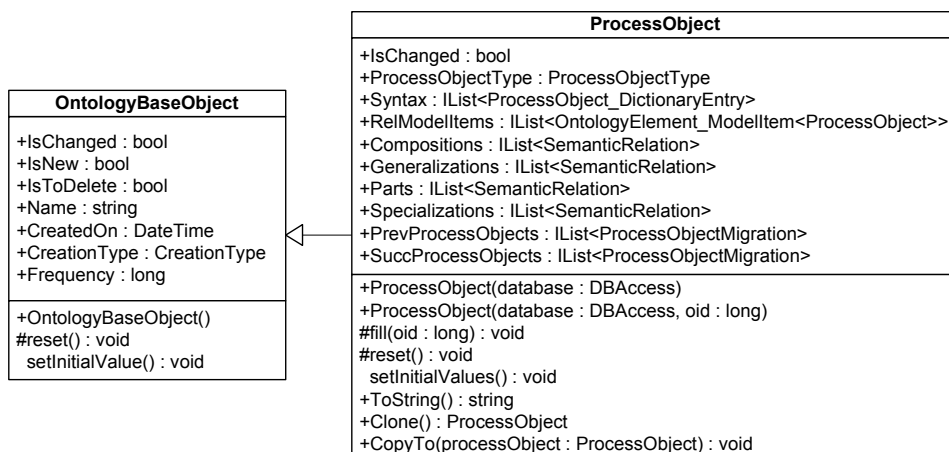 OntologyBaseObject
+IsChanged : bool
+IsNew : bool
+IsToDelete : bool
+Name : string
+CreatedOn : DateTime
+CreationType : CreationType
+Frequency : long
+OntologyBaseObject()
#reset() : void
setInitialValue() : void
ProcessObject
+IsChanged : bool
+ProcessObjectType : ProcessObjectType
+Syntax : IList<ProcessObject_DictionaryEntry>
+RelModelItems : IList<OntologyElement_ModelItem<ProcessObject>>
+Compositions : IList<SemanticRelation>
+Generalizations : IList<SemanticRelation>
+Parts : IList<SemanticRelation>
+Specializations : IList<SemanticRelation>
+PrevProcessObjects : IList<ProcessObjectMigration>
+SuccProcessObjects : IList<ProcessObjectMigration>
+ProcessObject(database : DBAccess)
+ProcessObject(database : DBAccess, oid : long)
#fill(oid : long) : void
#reset() : void
setInitialValues() : void
+ToString() : string
+Clone() : ProcessObject
+CopyTo(processObject : ProcessObject) : void